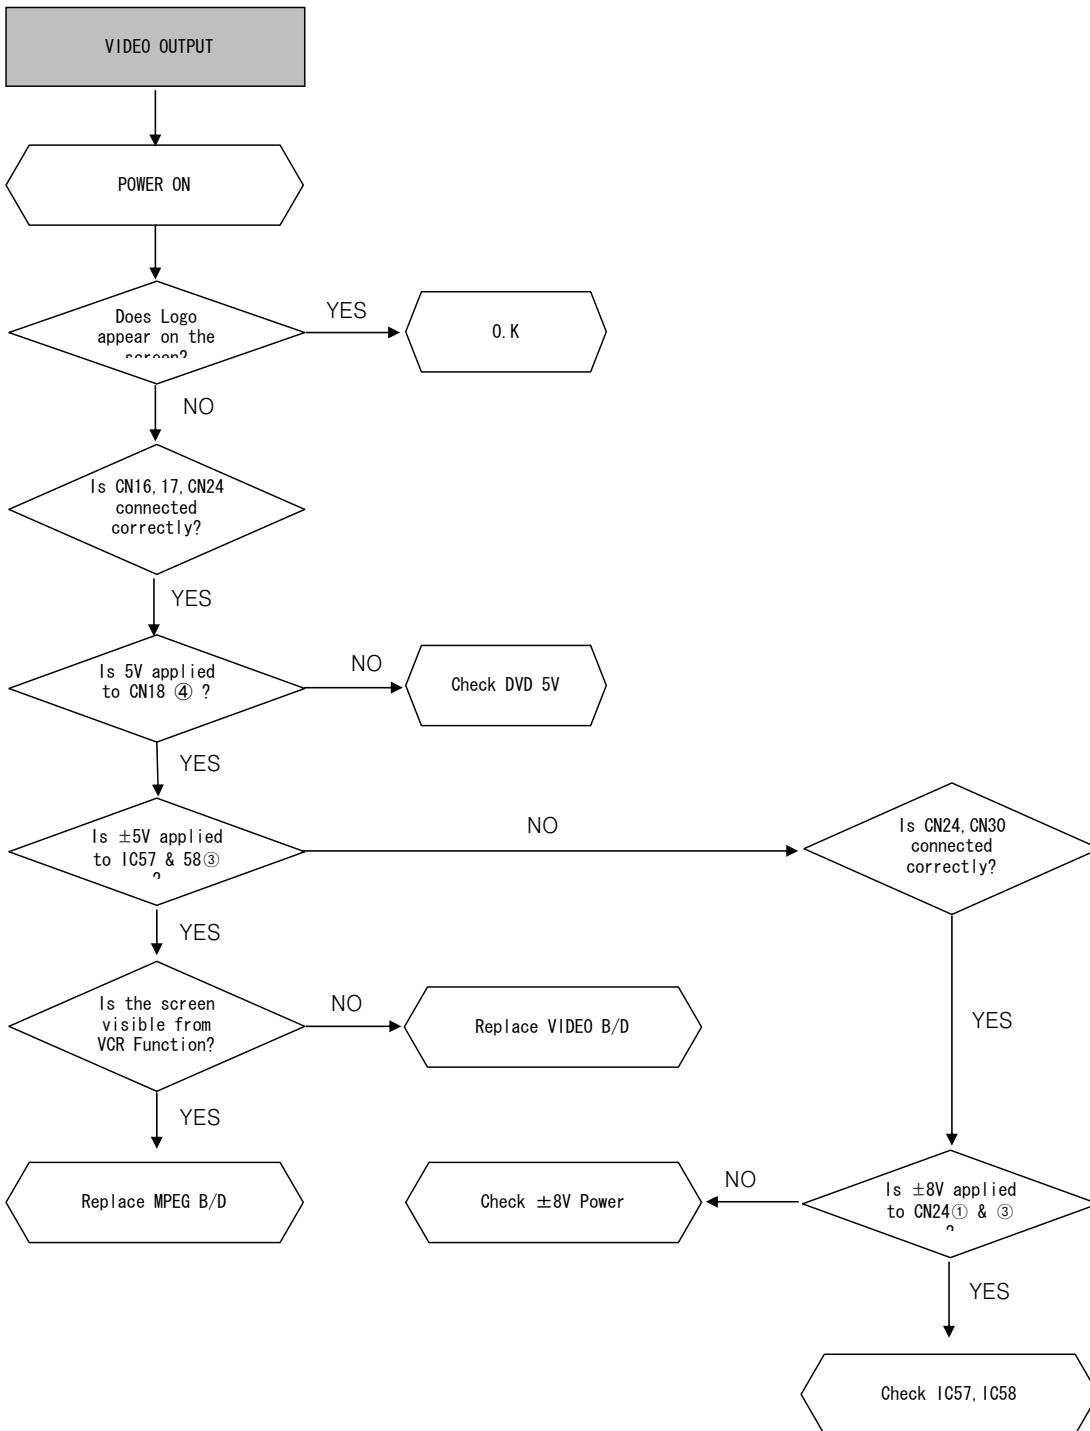 VIDEO OUTPUT
POWER ON
Does Logo
appear on the
screen?
YES
O.K
NO
Is CN16,17,CN24
connected
correctly?
YES
Is 5V applied
to CN18 ④ ?
NO
Check DVD 5V
YES
Is ±5V applied
to IC57 & 58③
?
NO
Is CN24,CN30
connected
correctly?
YES
Is the screen
visible from
VCR Function?
NO
Replace VIDEO B/D
YES
YES
Replace MPEG B/D
Check ±8V Power
NO
Is ±8V applied
to CN24① & ③
?
YES
Check IC57,IC58